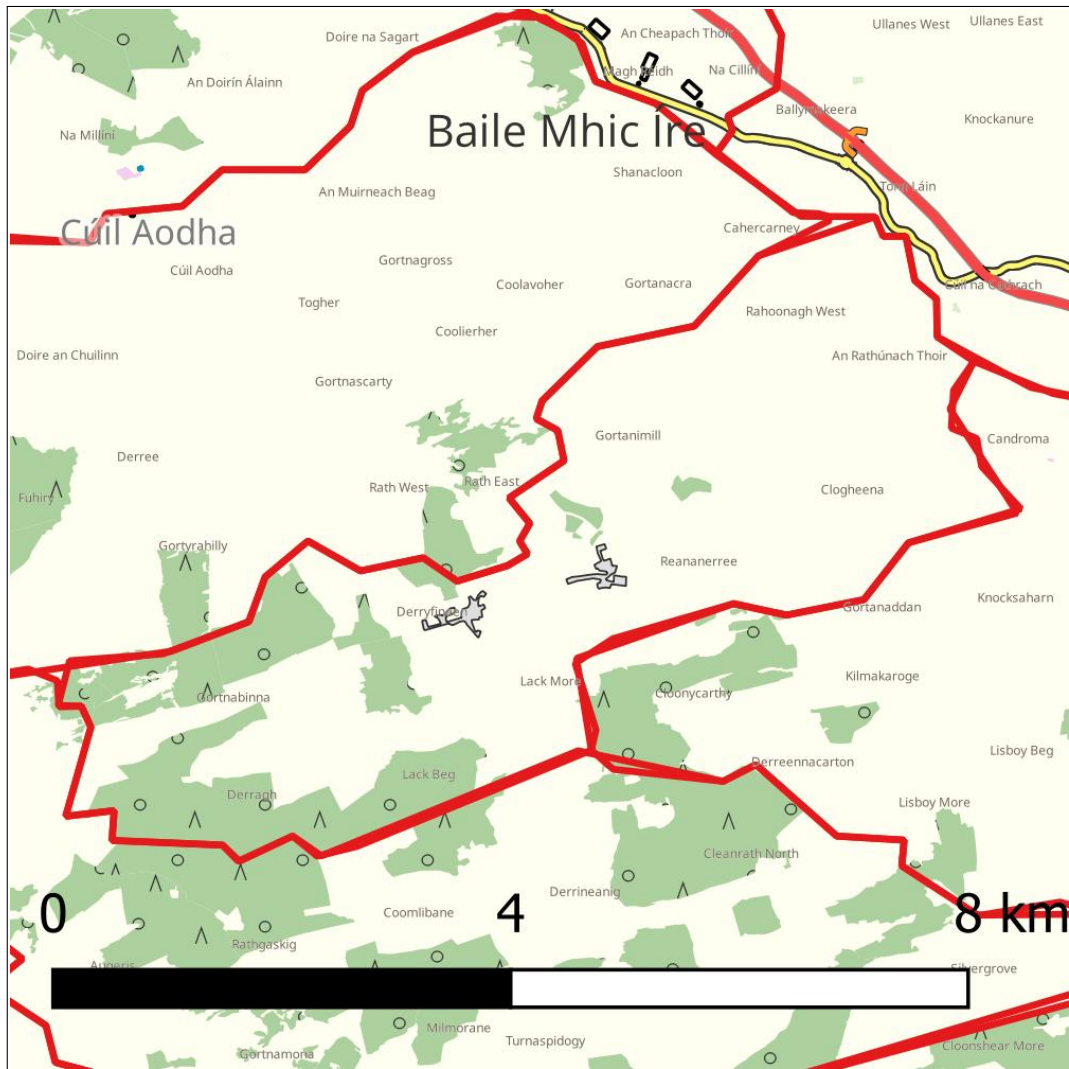 Ullanes West
Ullanes East
Doire na Sagart
An Cheapach Thoir
An Doirín Álainn
Magh Réidh
Na Cillíní
Ballymakeera
Knockanure
Na Millíní
Baile Mhic Íre
Shanacloon
An Muirneach Beag
Cahercarney
Cúil Aodha
Gortnagross
Cúil Aodha
Coolavoher
Gortanacra
Togher
Rahoonagh West
Coolierher
Doire an Chuilinn
An Rathúnach Thoir
Gortnascarty
Gortanimill
Candroma
Derree
Rath West
Rath East
Clogheena
Fuhiry
Gortyrahilly
Reananerree
Knocksaharn
Gortanaddan
Lack More
Kilmakaroge
Gortnabinna
Cloonycarthy
Lisboy Beg
Derreennacarton
Lack Beg
Derragh
Lisboy More
Cleanrath North
Derrineanig
Coomlibane
0 4 8 km
Rathgaskig
Augeris
Silvergrove
Milmorane
Turnaspidogy
Cloonshear More
Gortnamona